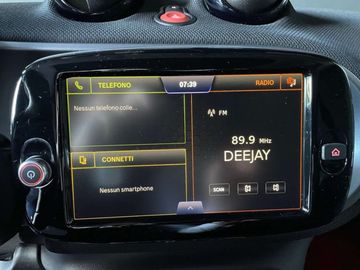 TELEFONO
07:39
RADIO
Nessun telefono colle...
FM
89.9 MHz
DEEJAY
CONNETTI
Nessun smartphone
SCAN